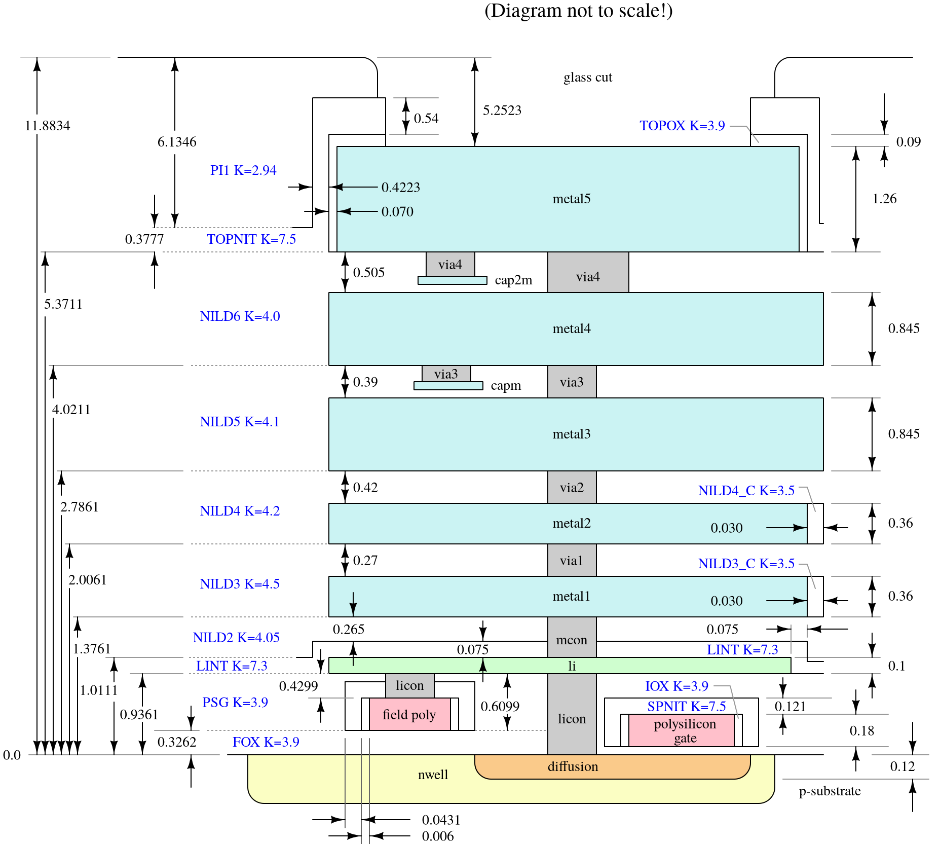 (Diagram not to scale!)
glass cut
11.8834
6.1346
0.54
5.2523
TOPOX K=3.9
0.09
PI1 K=2.94
0.4223
metal5
1.26
0.070
0.3777
TOPNIT K=7.5
via4
0.505
cap2m
via4
5.3711
NILD6 K=4.0
metal4
0.845
via3
0.39
capm
via3
4.0211
NILD5 K=4.1
metal3
0.845
0.42
via2
NILD4_C K=3.5
2.7861
NILD4 K=4.2
metal2
0.030
0.36
0.27
via1
NILD3_C K=3.5
2.0061
NILD3 K=4.5
metal1
0.030
0.36
0.265
0.075
NILD2 K=4.05
mcon
1.3761
0.075
LINT K=7.3
LINT K=7.3
li
0.1
1.0111
0.4299
licon
IOX K=3.9
PSG K=3.9
0.6099
SPNIT K=7.5
0.121
0.9361
field poly
licon
polysilicon
gate
0.18
0.3262
FOX K=3.9
0.0
nwell
diffusion
0.12
p-substrate
0.0431
0.006